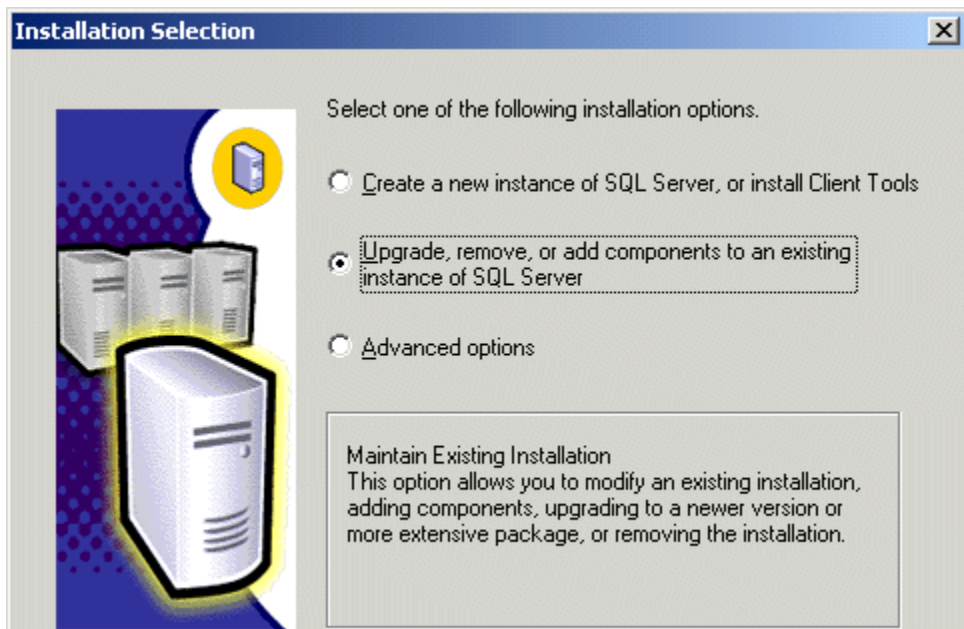 Installation Selection
Select one of the following installation options.
Create a new instance of SQL Server, or install Client Tools
Upgrade, remove, or add components to an existing
instance of SQL Server
Advanced options
Maintain Existing Installation
This option allows you to modify an existing installation,
adding components, upgrading to a newer version or
more extensive package, or removing the installation.